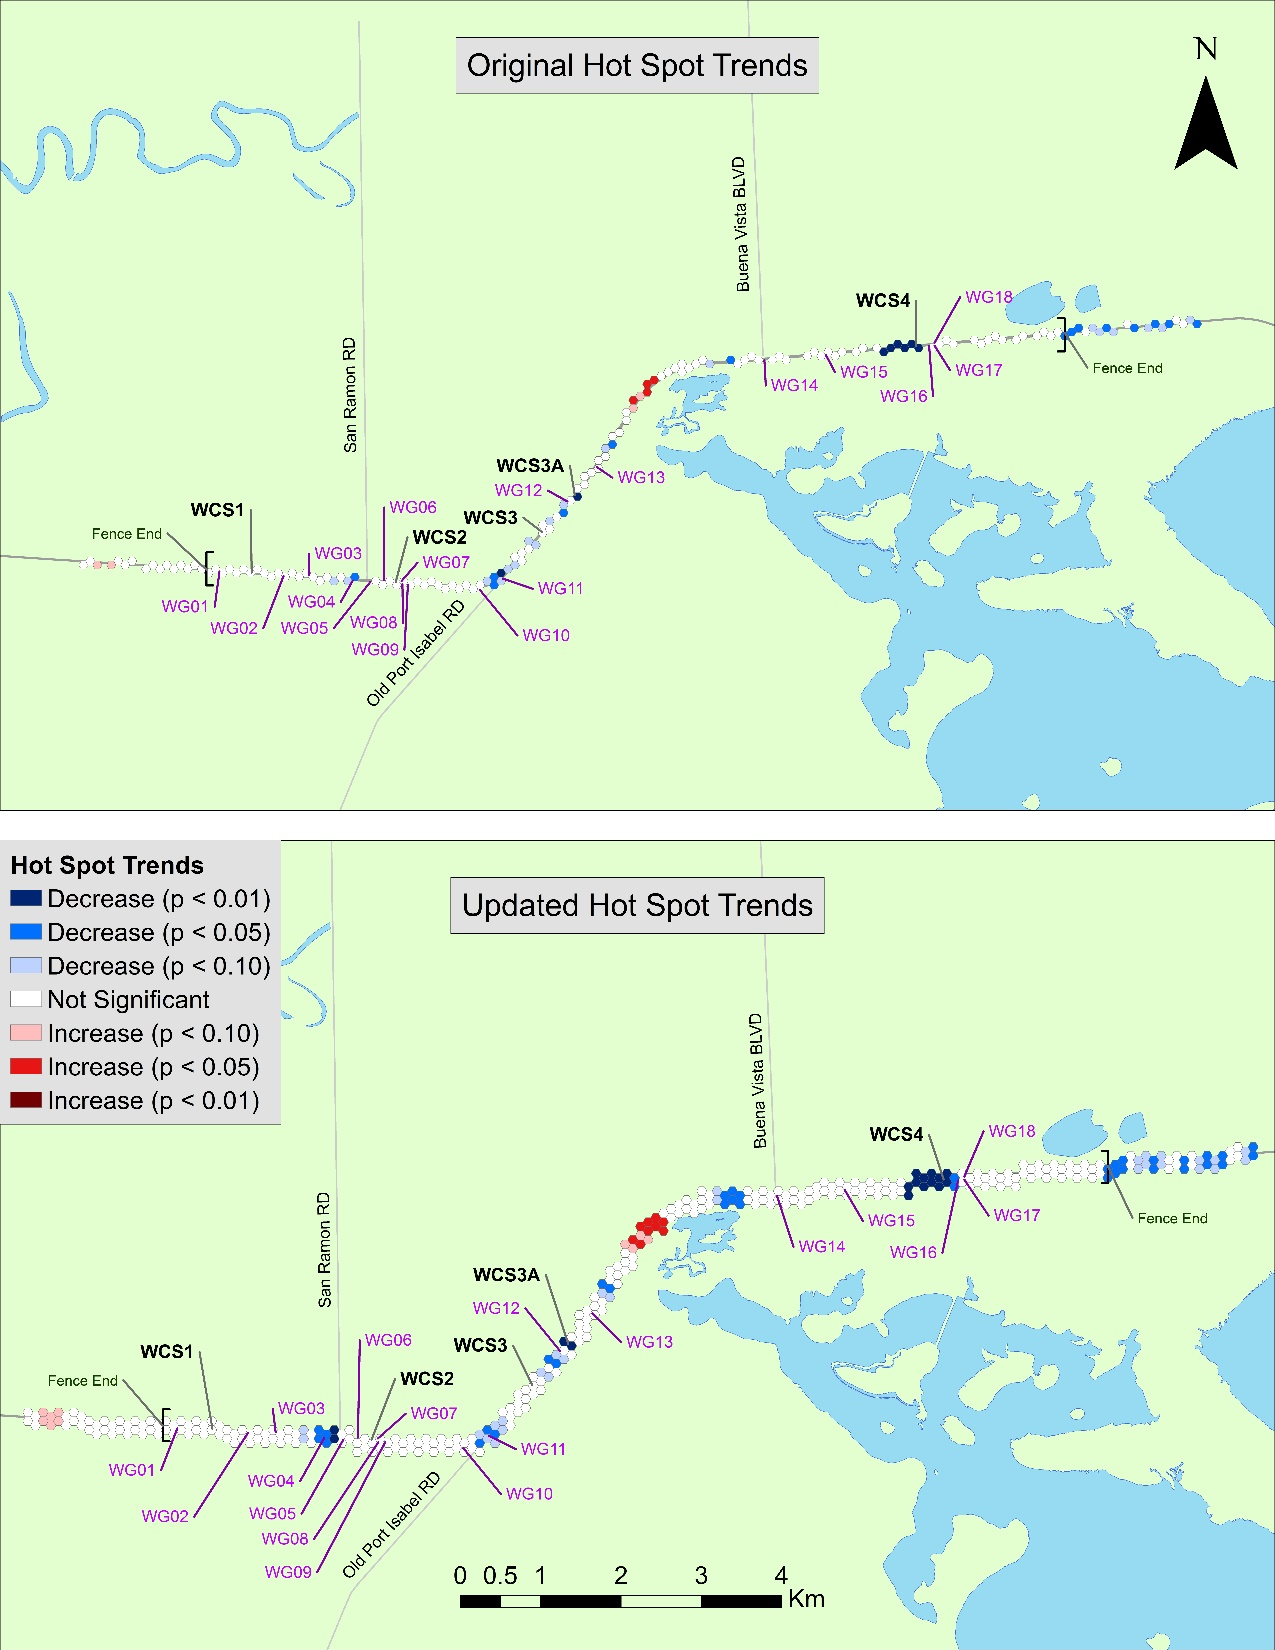 Original Hot Spot Trends
N
Buena Vista BLVD
San Ramon RD
WCS4
WG18
WG14
WG15
WG16
WG17
Fence End
WCS3A
WG12
WG13
WCS3
WCS1
Fence End
WG06
WCS2
WG03
WG07
WG01
WG04
WG11
WG02
WG05
WG08
WG09
WG10
Old Port Isabel RD
Hot Spot Trends
Decrease (p < 0.01)
Decrease (p < 0.05)
Decrease (p < 0.10)
Not Significant
Increase (p < 0.10)
Increase (p < 0.05)
Increase (p < 0.01)
Updated Hot Spot Trends
Buena Vista BLVD
San Ramon RD
WCS4
WG18
WG15
WG17
Fence End
WG14
WG16
WCS3A
WG12
WG13
WCS3
WCS1
WG06
Fence End
WCS2
WG03
WG07
WG01
WG04
WG11
WG02
WG05
WG10
WG08
WG09
Old Port Isabel RD
0 0.5 1 2 3 4
Km